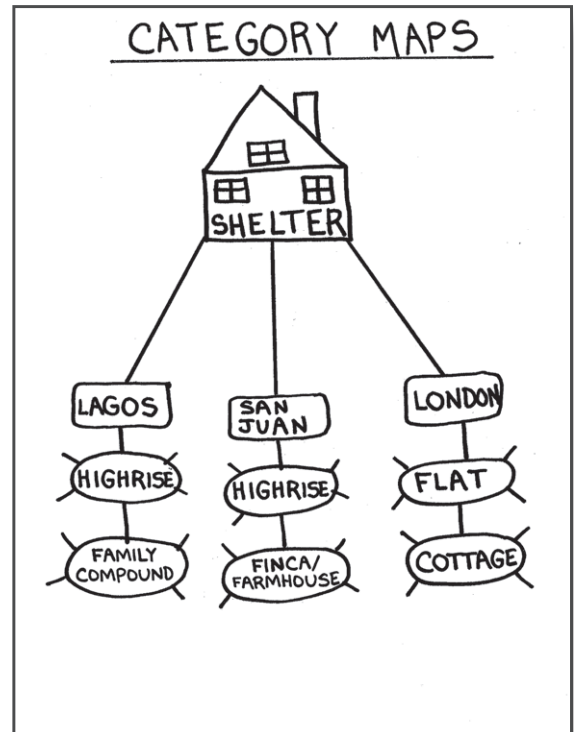 CATEGORY MAPS
SHELTER
LAGOS
HIGHRISE
FAMILY
COMPOUND
SAN
JUAN
HIGHRISE
FINCA/
FARMHOUSE
LONDON
FLAT
COTTAGE